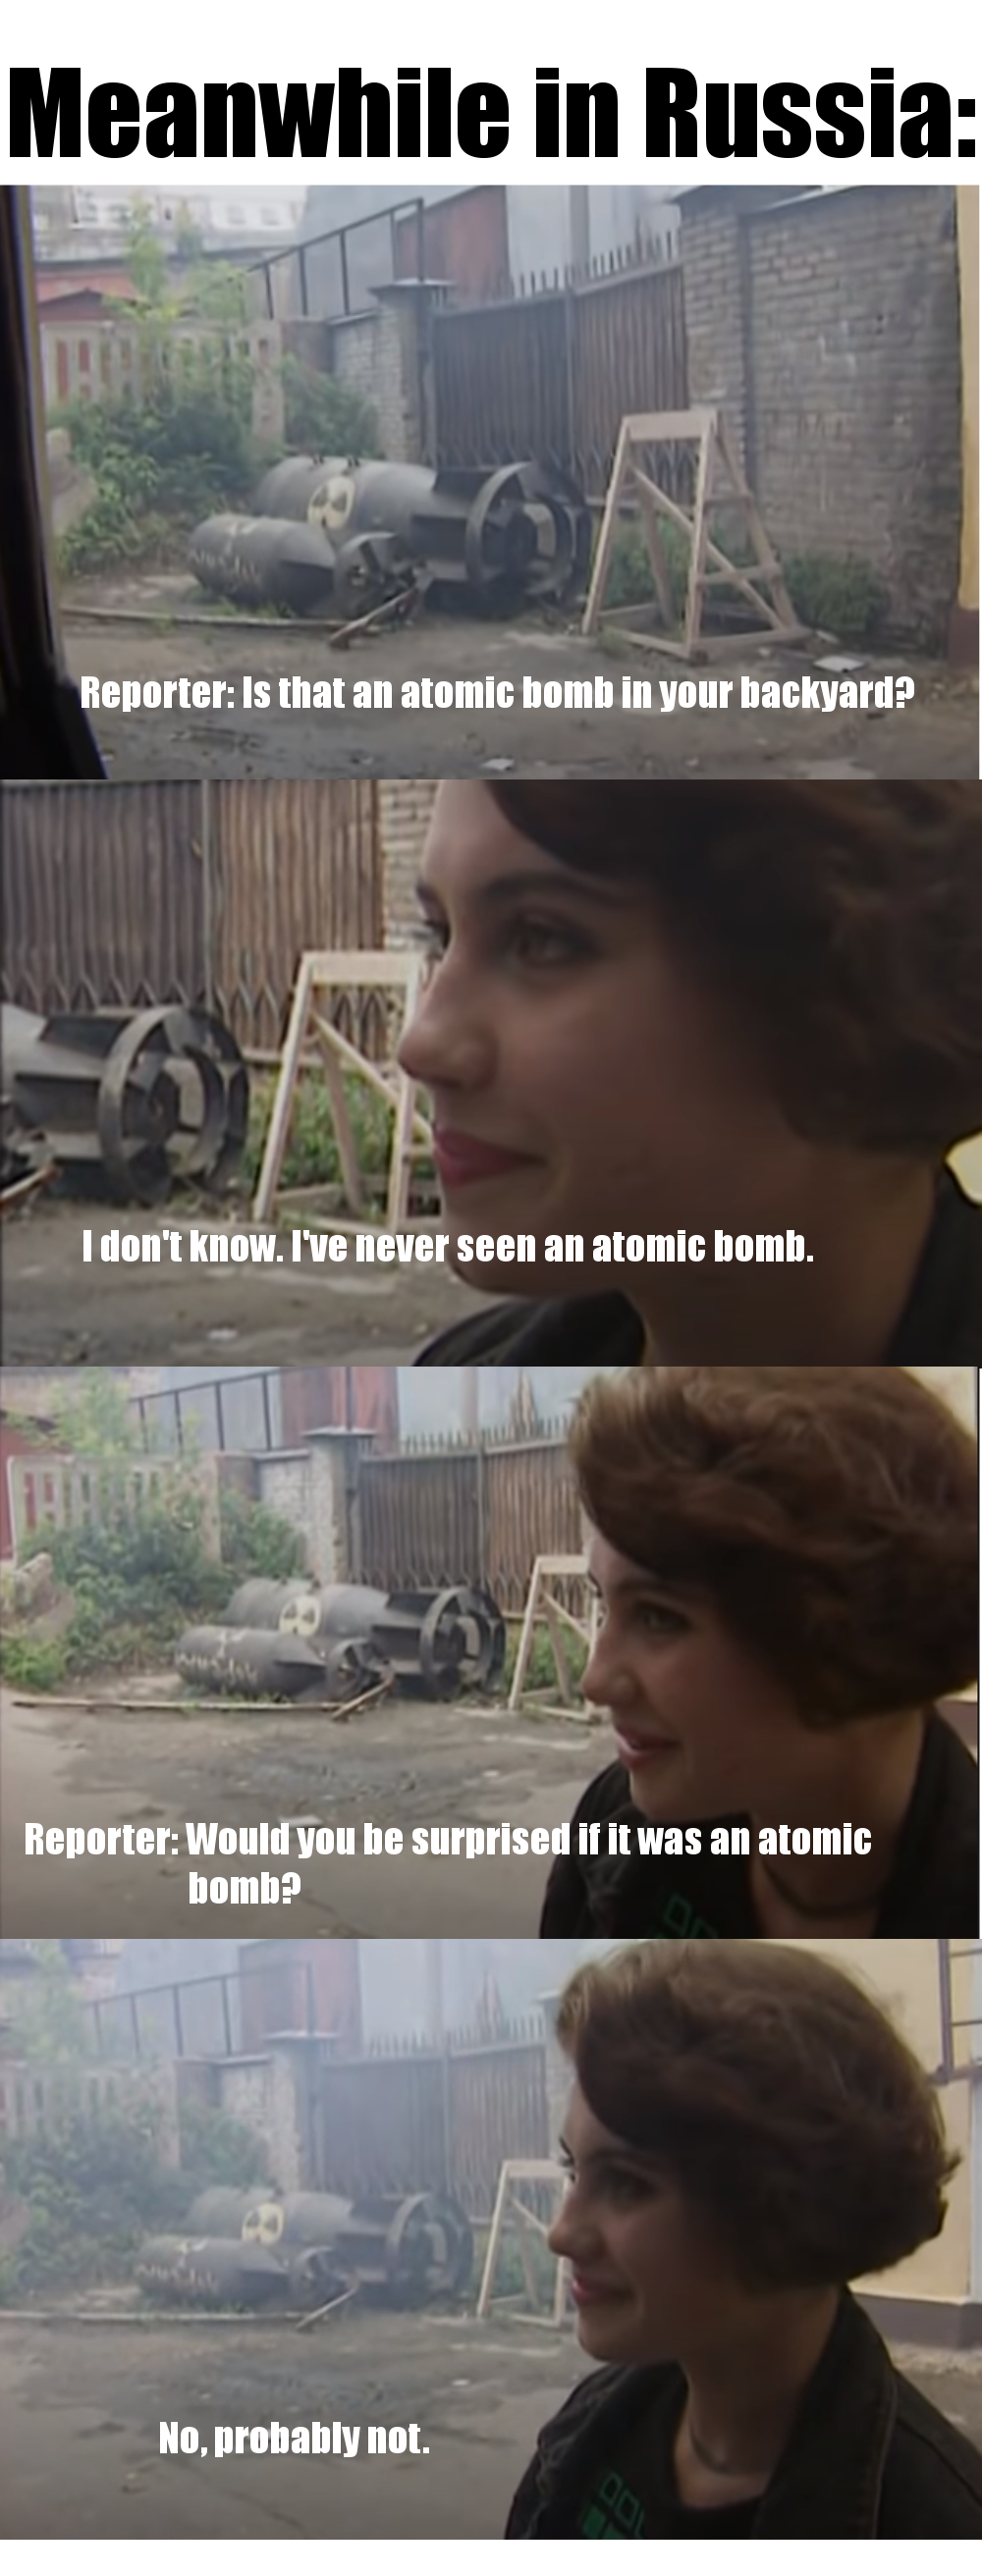 Meanwhile in Russia:
Reporter: Is that an atomic bomb in your backyard?
I don't know. I've never seen an atomic bomb.
Reporter: Would you be surprised if it was an atomic
bomb?
No, probably not.